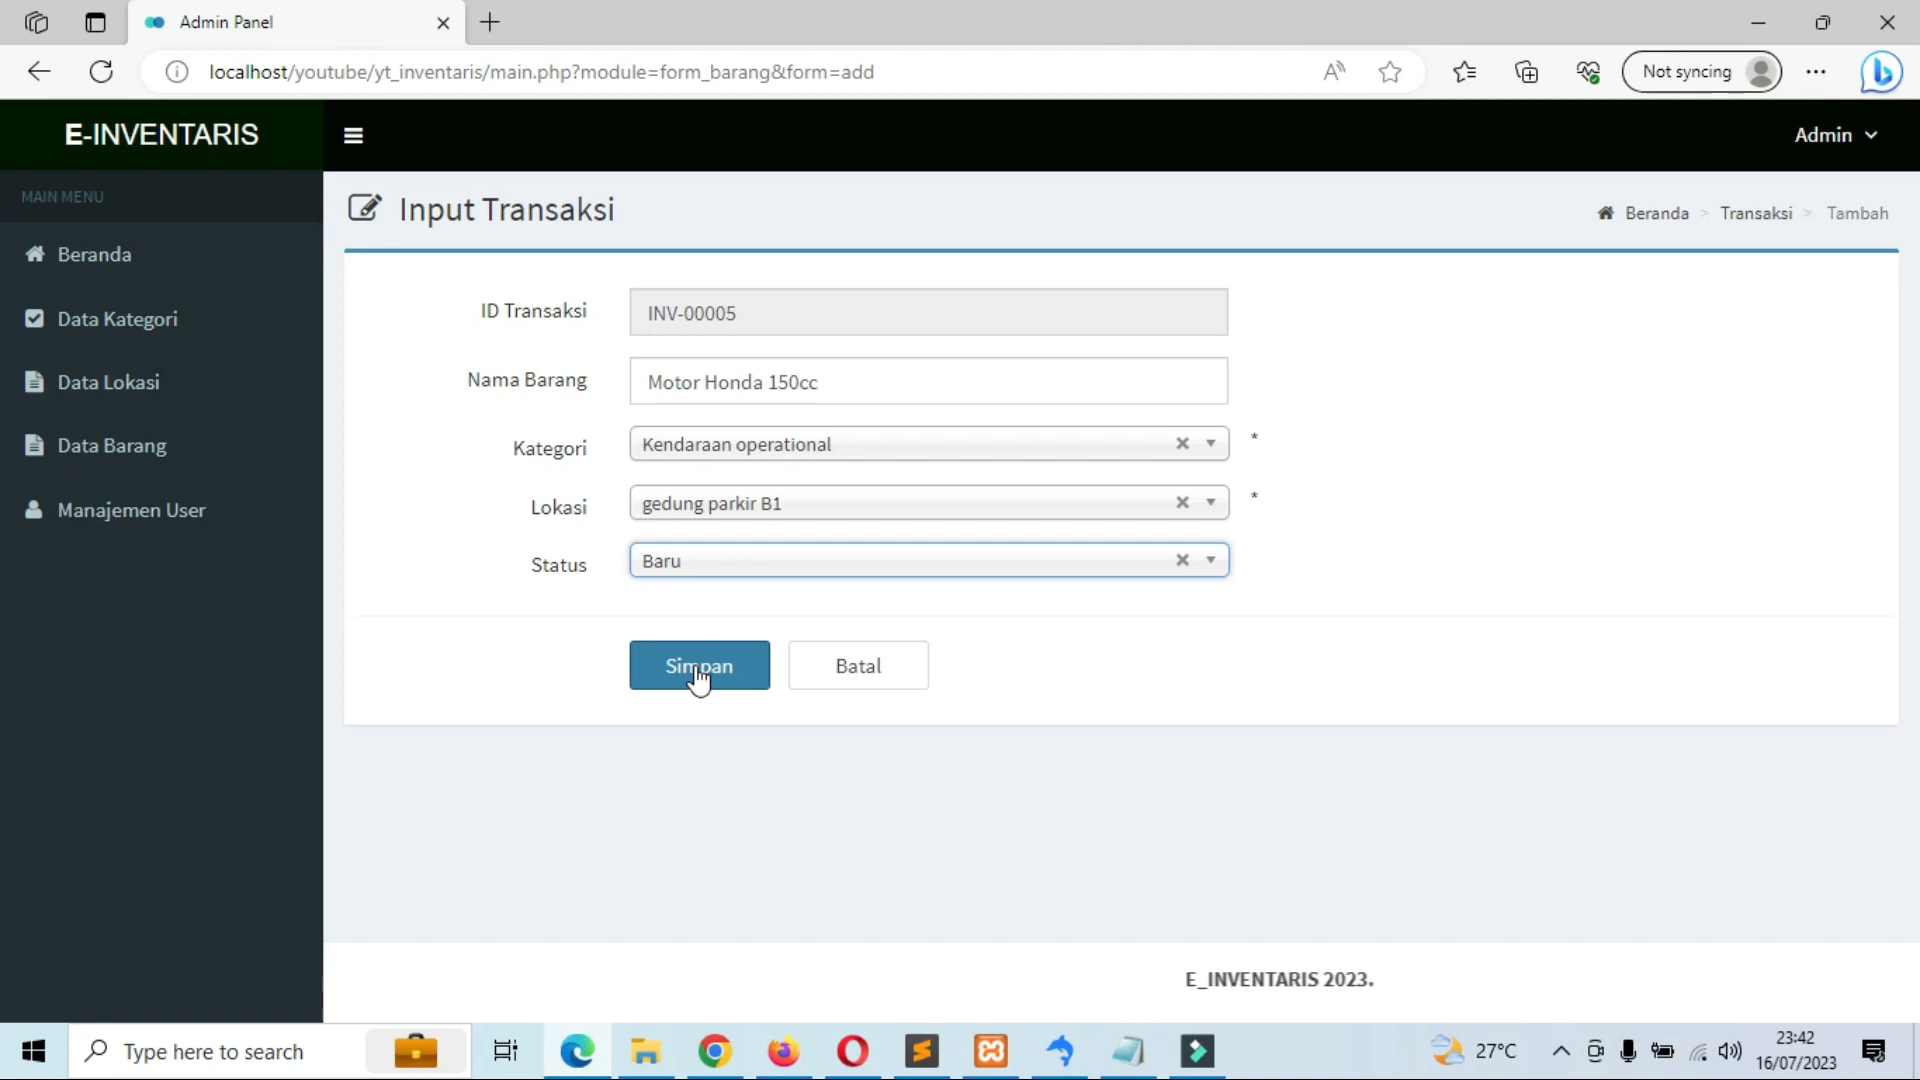 Admin Panel
localhost/youtube/yt_inventaris/main.php?module=form_barang&form=add
Not syncing
E-INVENTARIS
Admin
MAIN MENU
Beranda
Data Kategori
Data Lokasi
Data Barang
Manajemen User
Input Transaksi
Beranda > Transaksi > Tambah
ID Transaksi INV-00005
Nama Barang Motor Honda 150cc
Kategori Kendaraan operational *
Lokasi gedung parkir B1 *
Status Baru
Simpan Batal
E_INVENTARIS 2023.
Type here to search
27°C
23:42
16/07/2023